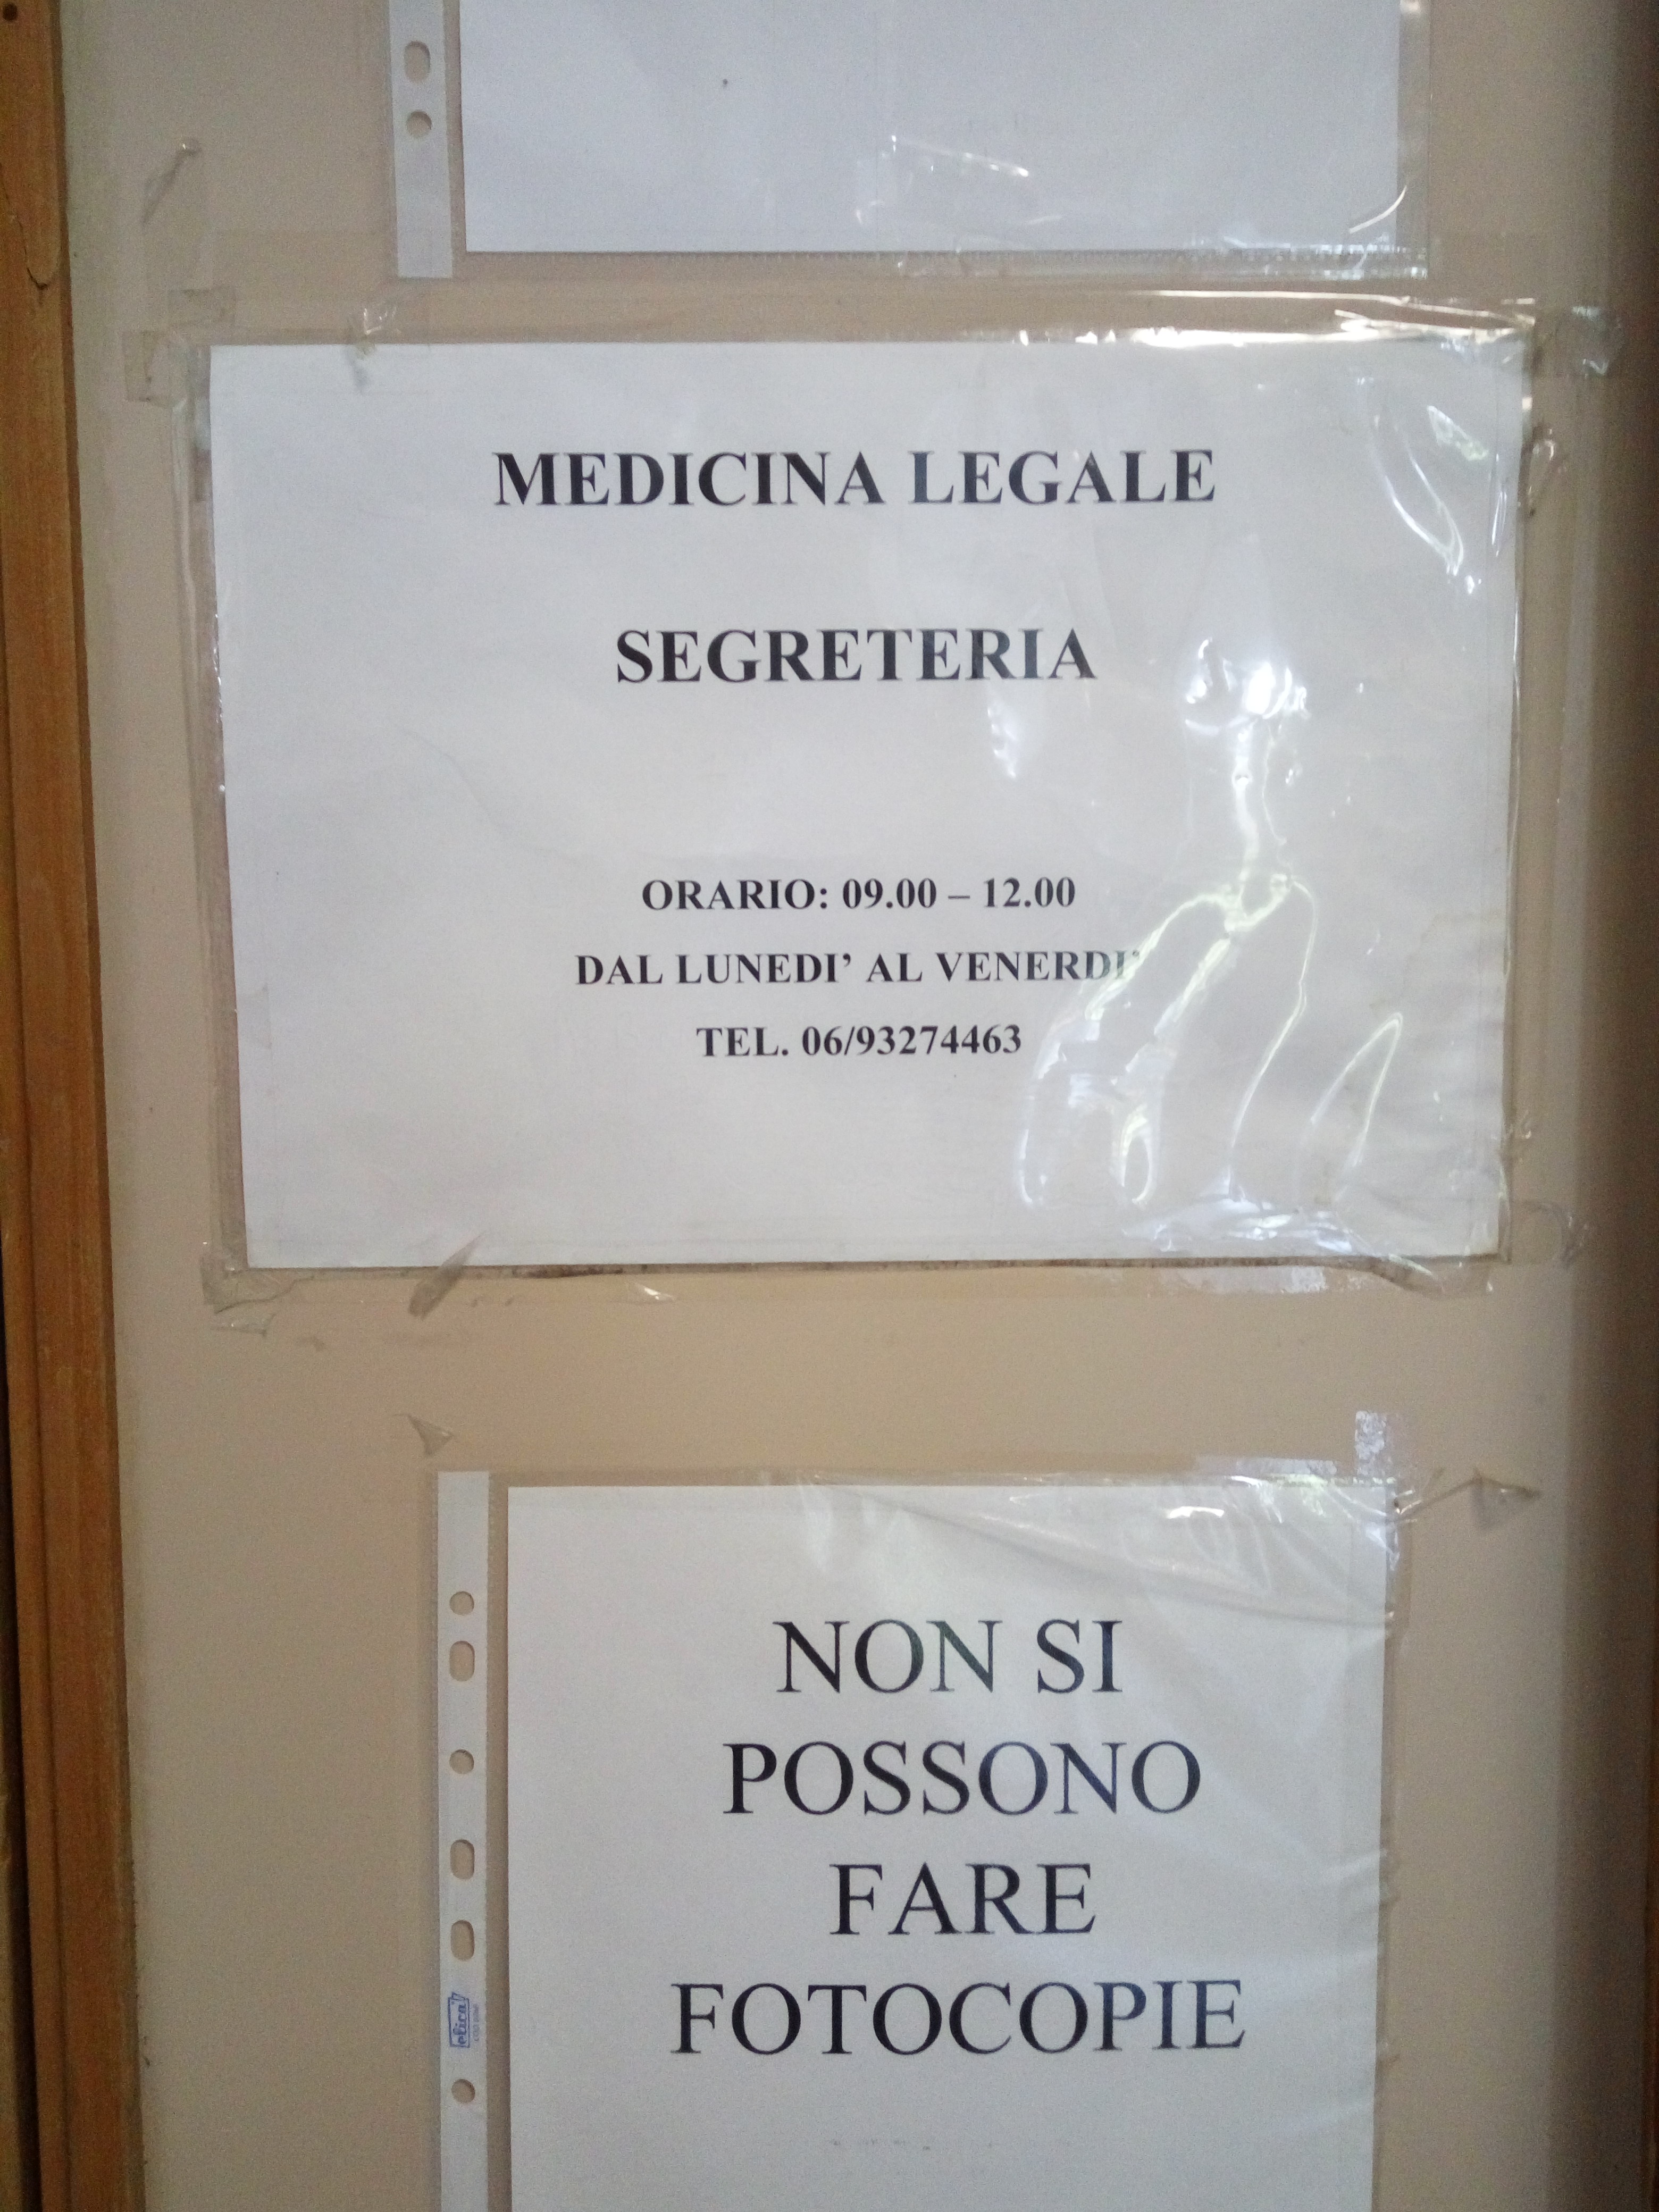 MEDICINA LEGALE
SEGRETERIA
ORARIO: 09.00 – 12.00
DAL LUNEDI’ AL VENERDI’
TEL. 06/93274463
NON SI
POSSONO
FARE
FOTOCOPIE
elica